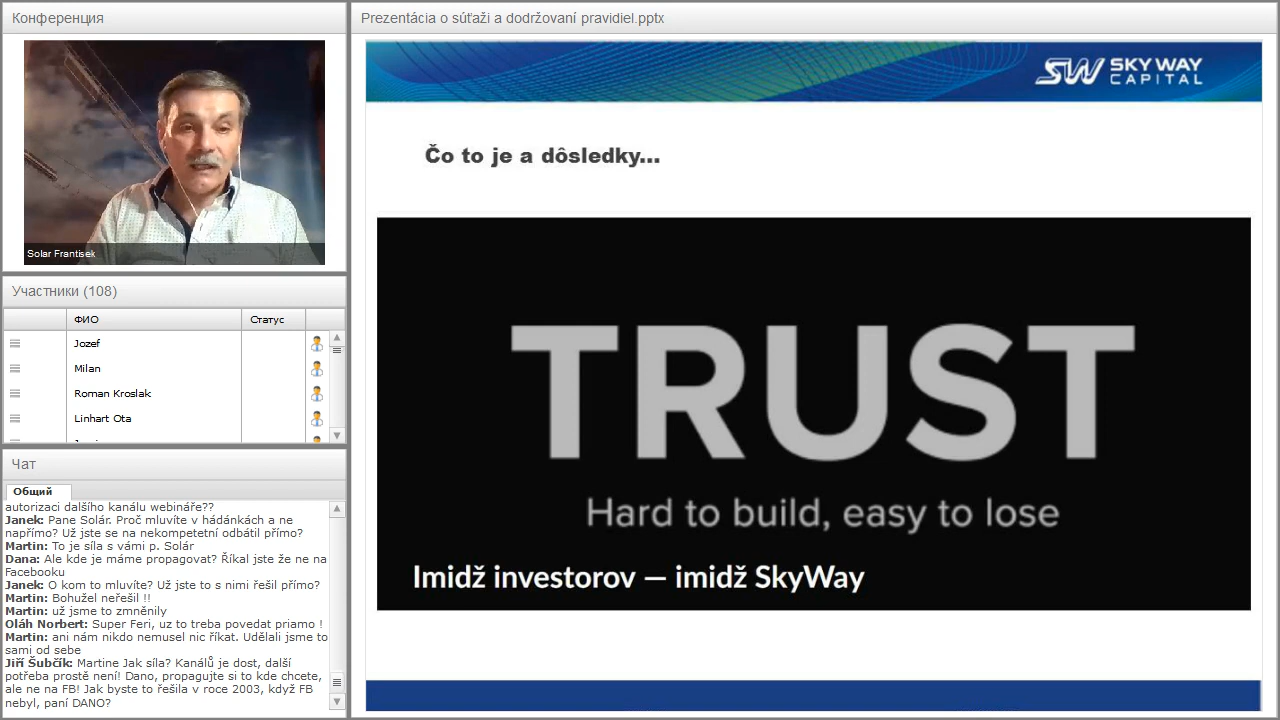 Конференция
Solar Frantisek
Участники (108)
ФИО
Статус
Jozef
Milan
Roman Kroslak
Linhart Ota
Чат
Общий
autorizaci dalšího kanálu webináře??
Janek: Pane Solár. Proč mluvíte v hádánkách a ne
napřímo? Už jste se na nekompetetní odbátil přímo?
Martin: To je síla s vámi p. Solár
Dana: Ale kde ja máme propagovat? Říkal jste že ne na
Facebooku
Janek: Kom to mluvíte? Už jste to s nimi řešil přímo?
Martin: s námi neřešil
Martin: už jsme to zmněnily
Oláh Norbert: Super Feri, uz to treba povedat priamo !
Martin: ani nám nikdo nemusel nic říkat. Udělali jsme to
sami od sebe
Jiří Šubčík: Martine Jak síla? Kanálů je dost, další
potřeba prostě není! Dano, propagujte si to kde chcete,
ale ne na FB! Jak byste to řešila v roce 2000, když FB
nebyl, paní DANO?
Prezentácia o súťaži a dodržovaní pravidiel.pptx
SW SKY WAY
CAPITAL
Čo to je a dôsledky...
TRUST
Hard to build, easy to lose
Imidž investorov — imidž SkyWay